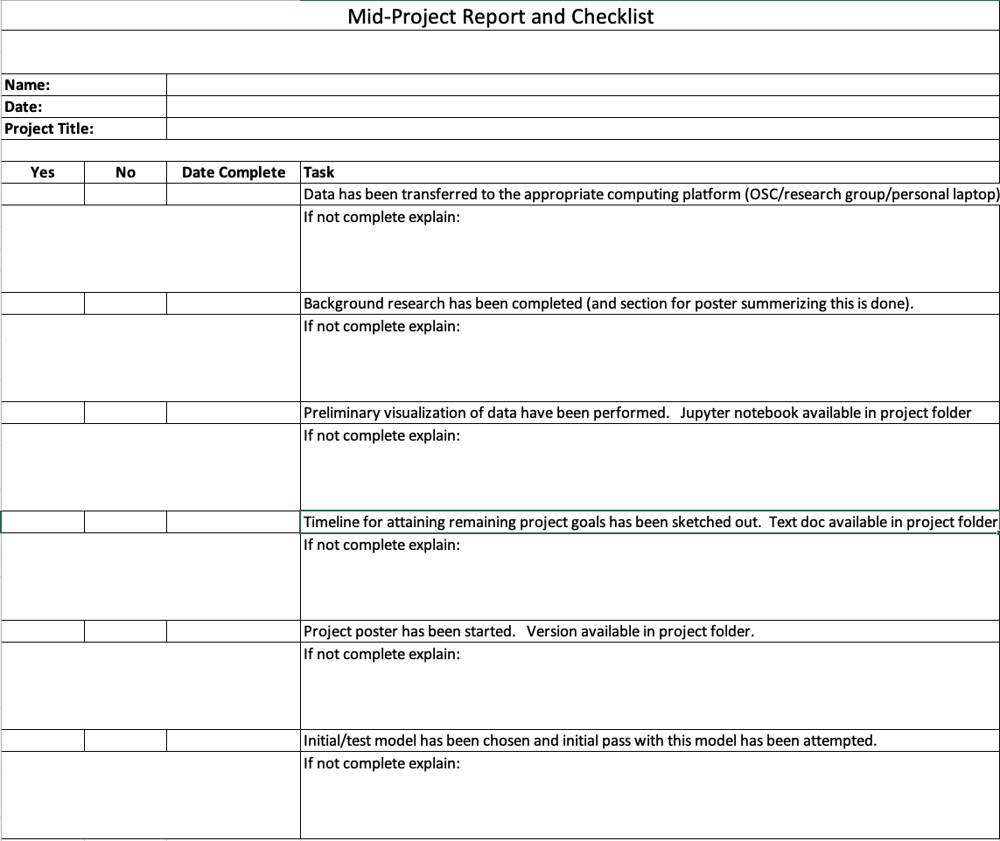 Mid-Project Report and Checklist
Name:
Date:
Project Title:
Yes No Date Complete Task
Data has been transferred to the appropriate computing platform (OSC/research group/personal laptop)
If not complete explain:
Background research has been completed (and section for poster summerizing this is done).
If not complete explain:
Preliminary visualization of data have been performed.   Jupyter notebook available in project folder
If not complete explain:
Timeline for attaining remaining project goals has been sketched out.  Text doc available in project folder
If not complete explain:
Project poster has been started.   Version available in project folder.
If not complete explain:
Initial/test model has been chosen and initial pass with this model has been attempted.
If not complete explain: